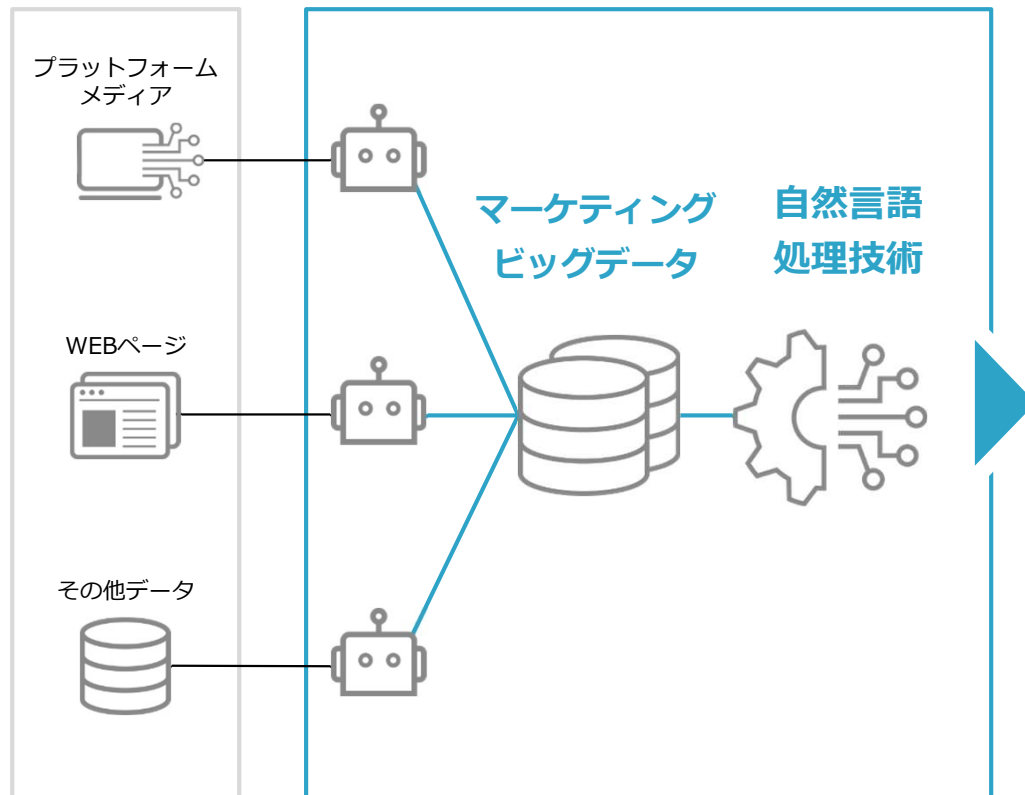 プラットフォーム
メディア
マーケティング
ビッグデータ
自然言語
処理技術
WEBページ
その他データ